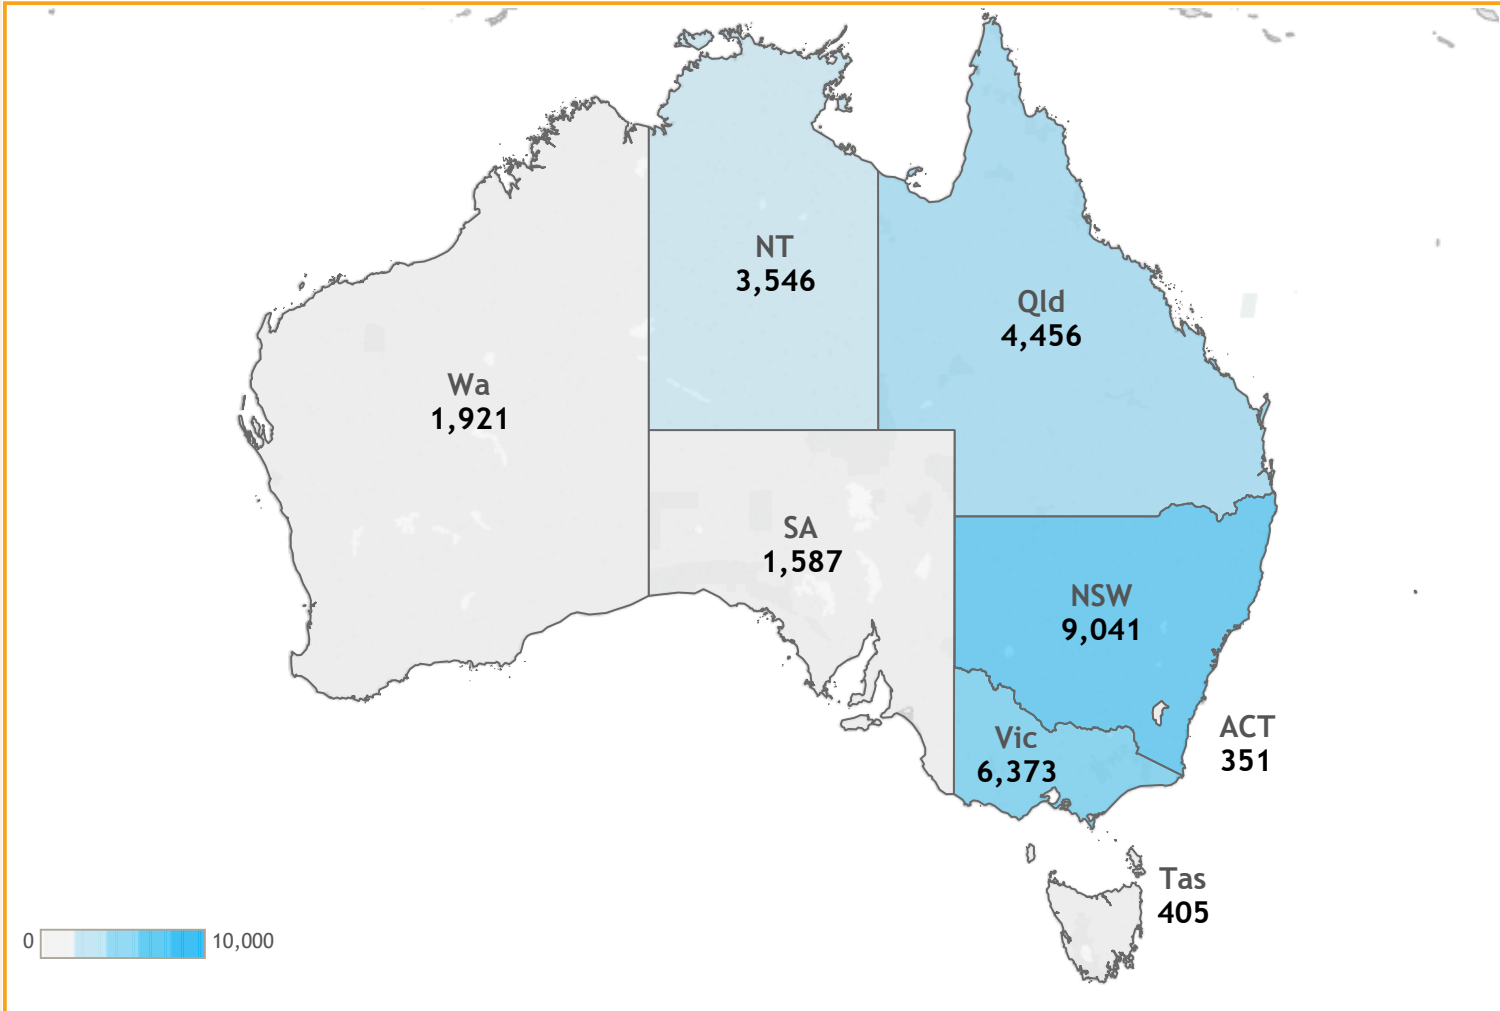 NT
3,546
Qld
4,456
Wa
1,921
SA
1,587
NSW
9,041
ACT
351
Vic
6,373
Tas
405
0
10,000